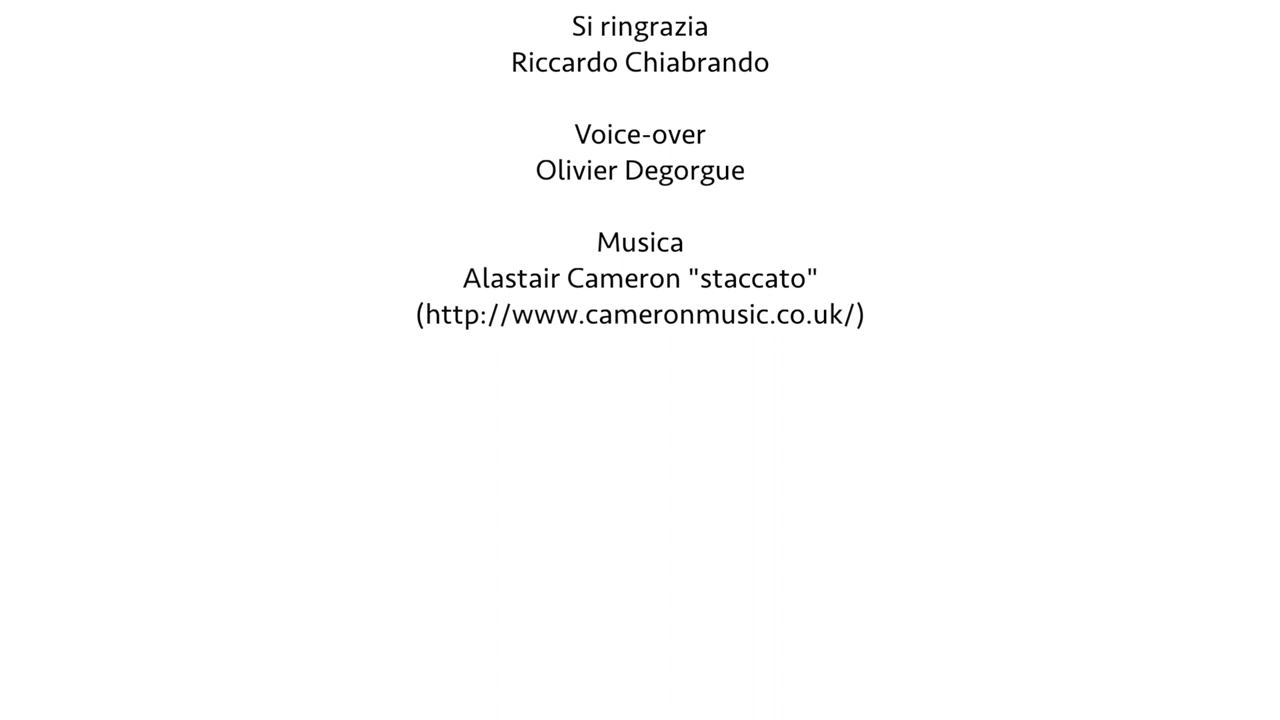 Si ringrazia
Riccardo Chiabrando
Voice-over
Olivier Degorgue
Musica
Alastair Cameron "staccato"
(http://www.cameronmusic.co.uk/)